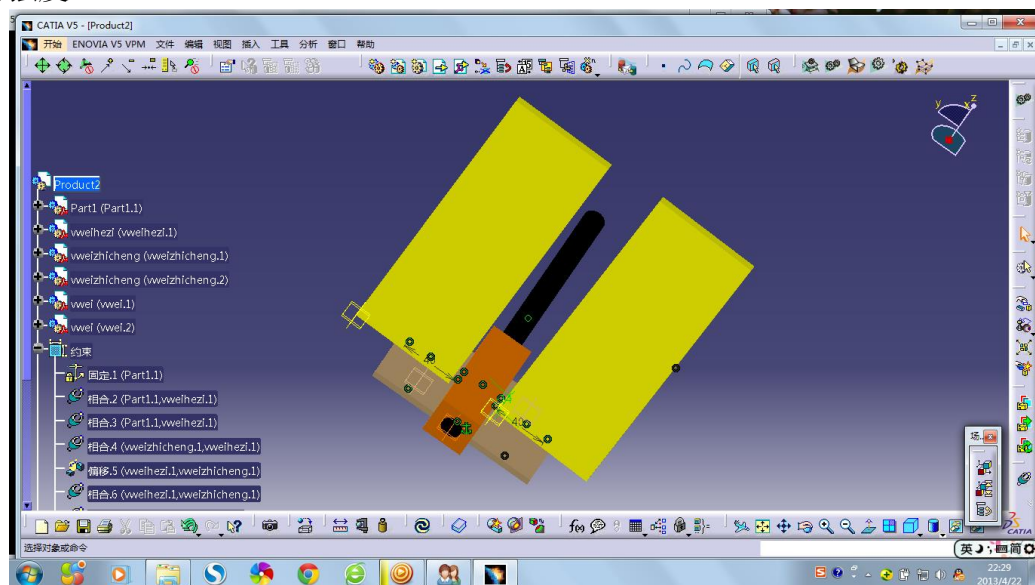 CATIA V5 - [Product2]
开始 ENOVIA V5 VPM 文件 编辑 视图 插入 工具 分析 窗口 帮助
y x z
Product2
Part1 (Part1.1)
vweihezi (vweihezi.1)
vweizhicheng (vweizhicheng.1)
vweizhicheng (vweizhicheng.2)
vwei (vwei.1)
vwei (vwei.2)
约束
固定.1 (Part1.1)
相合.2 (Part1.1,vweihezi.1)
相合.3 (Part1.1,vweihezi.1)
相合.4 (vweizhicheng.1,vweihezi.1)
偏移.5 (vweihezi.1,vweizhicheng.1)
相合.6 (vweihezi.1,vweizhicheng.1)
40
场...
f(x)
CATIA
选择对象或命令
英 简
22:29